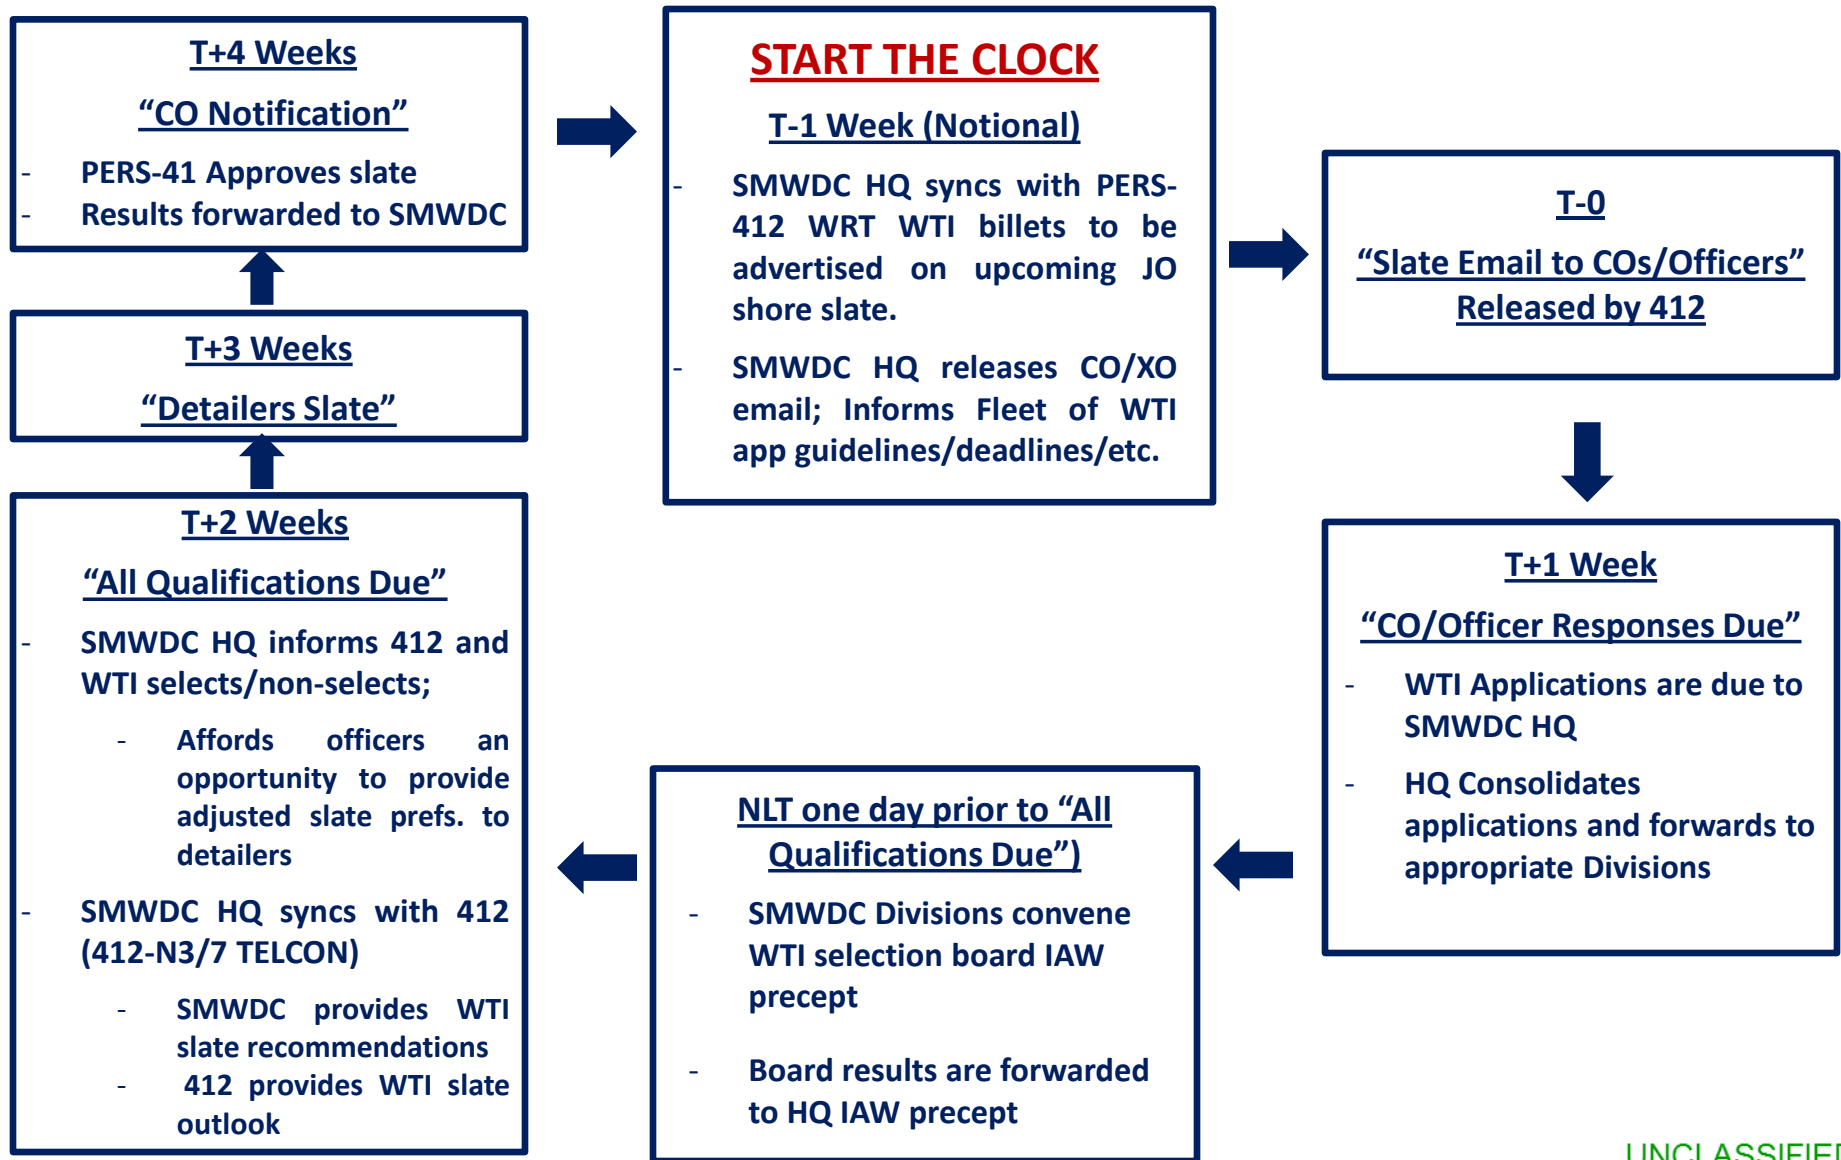 START THE CLOCK
T-1 Week (Notional)
- SMWDC HQ syncs with PERS-
412 WRT WTI billets to be
advertised on upcoming JO
shore slate.
- SMWDC HQ releases CO/XO
email; Informs Fleet of WTI
app guidelines/deadlines/etc.
T-0
“Slate Email to COs/Officers”
Released by 412
T+1 Week
“CO/Officer Responses Due”
- WTI Applications are due to
SMWDC HQ
- HQ Consolidates
applications and forwards to
appropriate Divisions
NLT one day prior to “All
Qualifications Due”)
- SMWDC Divisions convene
WTI selection board IAW
precept
- Board results are forwarded
to HQ IAW precept
T+2 Weeks
“All Qualifications Due”
- SMWDC HQ informs 412 and
WTI selects/non-selects;
- Affords officers an
opportunity to provide
adjusted slate prefs. to
detailers
- SMWDC HQ syncs with 412
(412-N3/7 TELCON)
- SMWDC provides WTI
slate recommendations
- 412 provides WTI slate
outlook
T+3 Weeks
“Detailers Slate”
T+4 Weeks
“CO Notification”
- PERS-41 Approves slate
- Results forwarded to SMWDC
UNCLASSIFIED